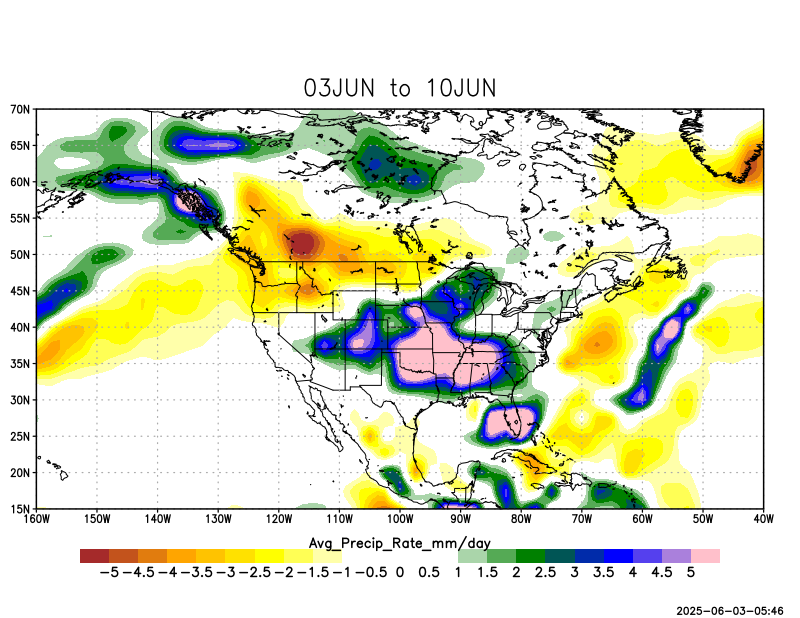 03JUN to 10JUN
70N
65N
60N
55N
50N
45N
40N
35N
30N
25N
20N
15N
160W 150W 140W 130W 120W 110W 100W 90W 80W 70W 60W 50W 40W
Avg_Precip_Rate_mm/day
-5 -4.5 -4 -3.5 -3 -2.5 -2 -1.5 -1 -0.5 0 0.5 1 1.5 2 2.5 3 3.5 4 4.5 5
2025-06-03-05:46